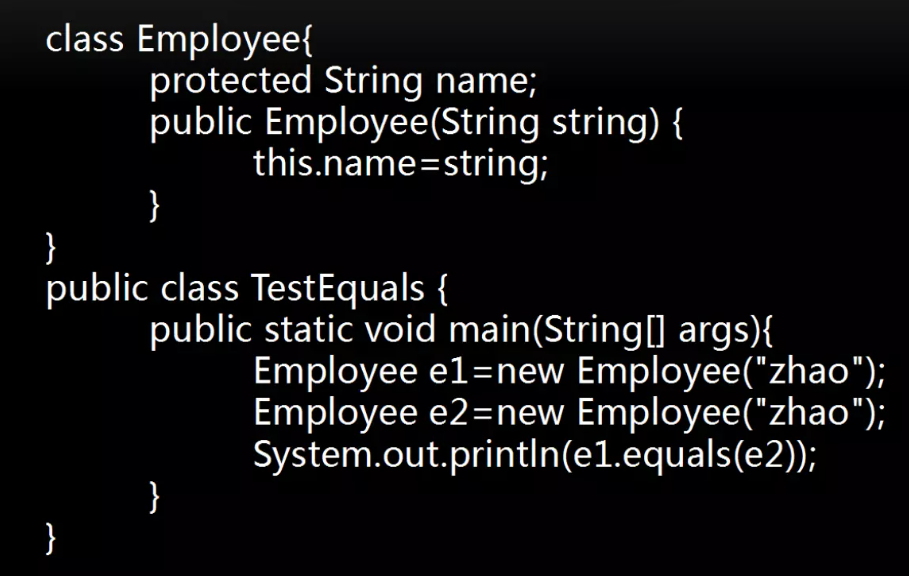 class Employee{
protected String name;
public Employee(String string) {
this.name=string;
}
}
public class TestEquals {
public static void main(String[] args){
Employee e1=new Employee("zhao");
Employee e2=new Employee("zhao");
System.out.println(e1.equals(e2));
}
}